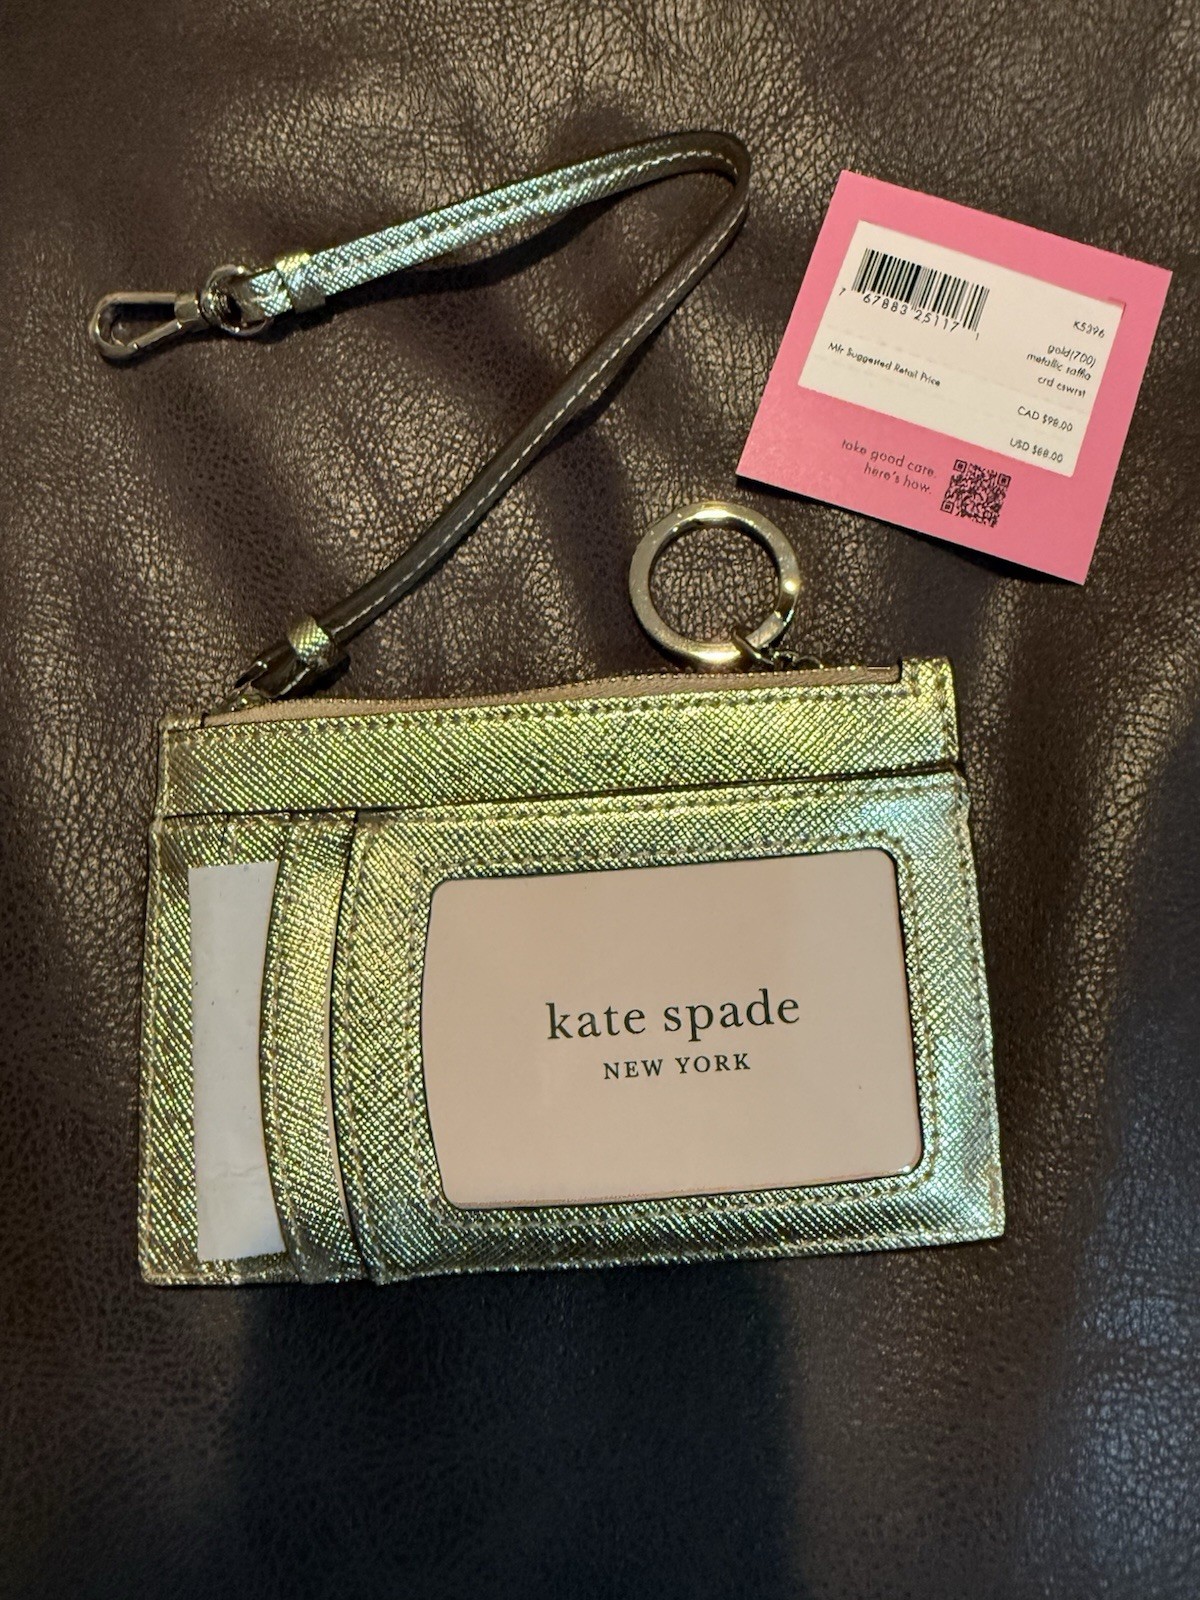 7 67883 25117 1
K5396
gold(700)
metallic saffia
crd cswrst
Mfr Suggested Retail Price
CAD $98.00
USD $68.00
take good care.
here's how.
kate spade
NEW YORK